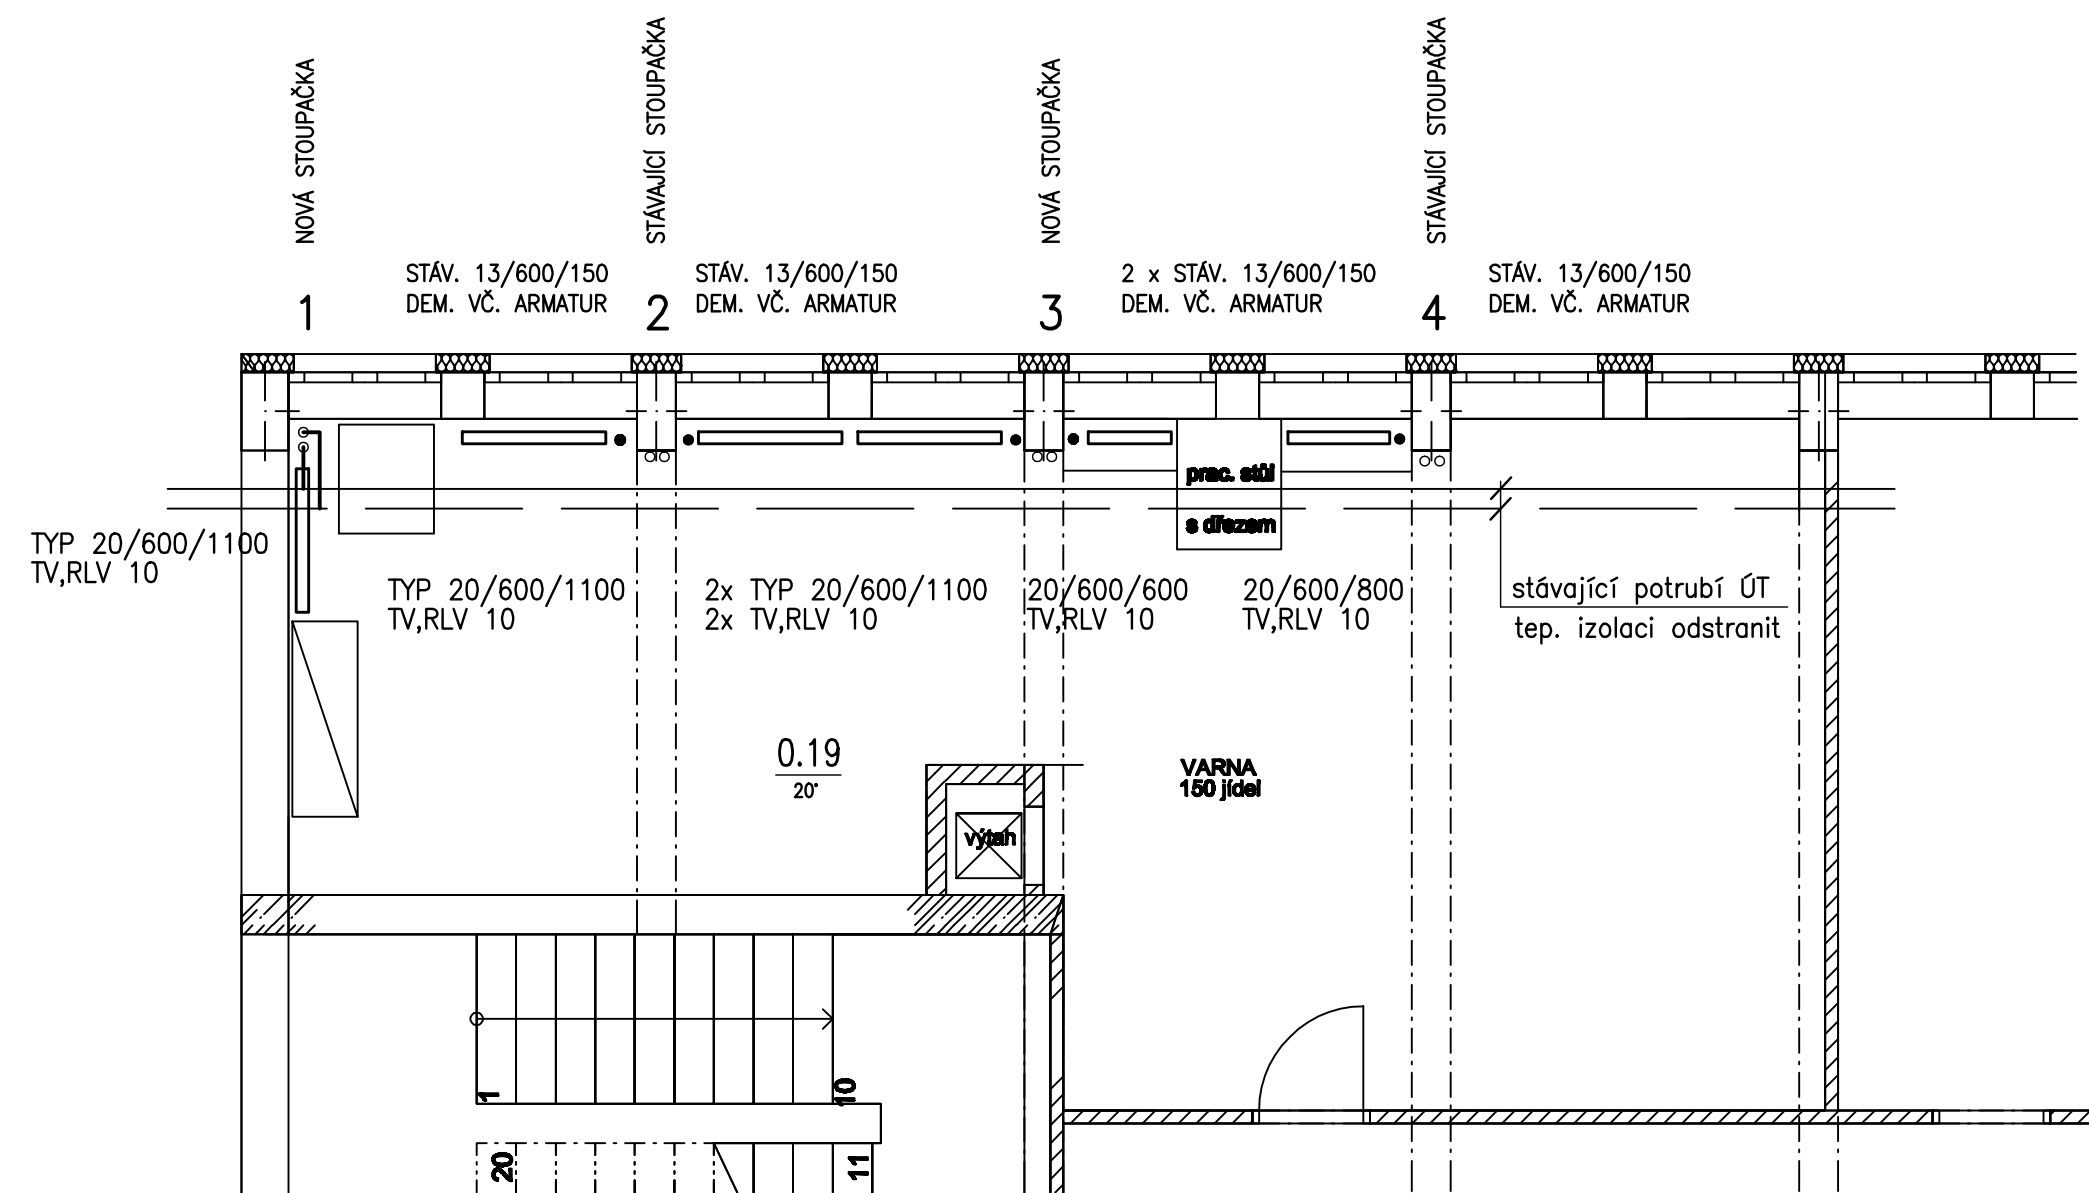 NOVÁ STOUPAČKA
STÁVAJÍCÍ STOUPAČKA
NOVÁ STOUPAČKA
STÁVAJÍCÍ STOUPAČKA
1
STÁV. 13/600/150
DEM. VČ. ARMATUR
2
STÁV. 13/600/150
DEM. VČ. ARMATUR
3
2 x STÁV. 13/600/150
DEM. VČ. ARMATUR
4
STÁV. 13/600/150
DEM. VČ. ARMATUR
prac. stůl
s dřezem
TYP 20/600/1100
TV,RLV 10
TYP 20/600/1100
TV,RLV 10
2x TYP 20/600/1100
2x TV,RLV 10
20/600/600
TV,RLV 10
20/600/800
TV,RLV 10
stávající potrubí ÚT
tep. izolaci odstranit
0.19
20°
VARNA
150 jídel
výtah
1
10
20
11